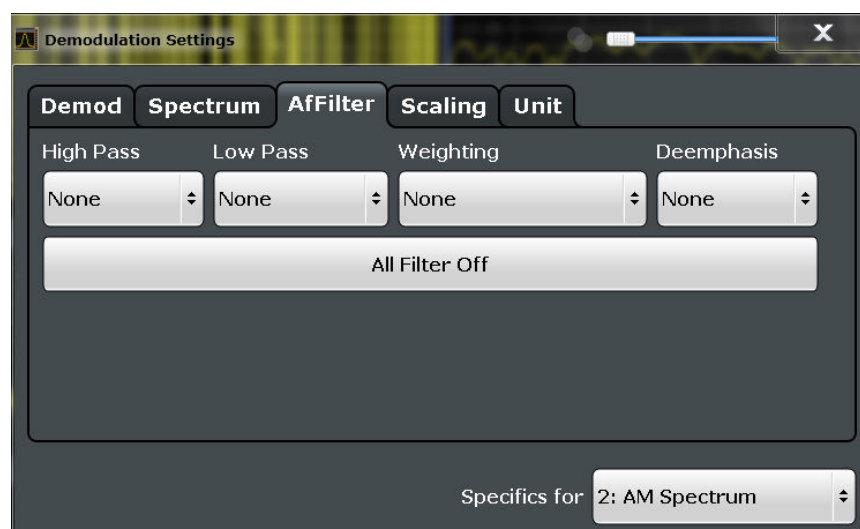 Demodulation Settings
X
Demod Spectrum AfFilter Scaling Unit
High Pass Low Pass Weighting Deemphasis
None None None None
All Filter Off
Specifics for 2: AM Spectrum